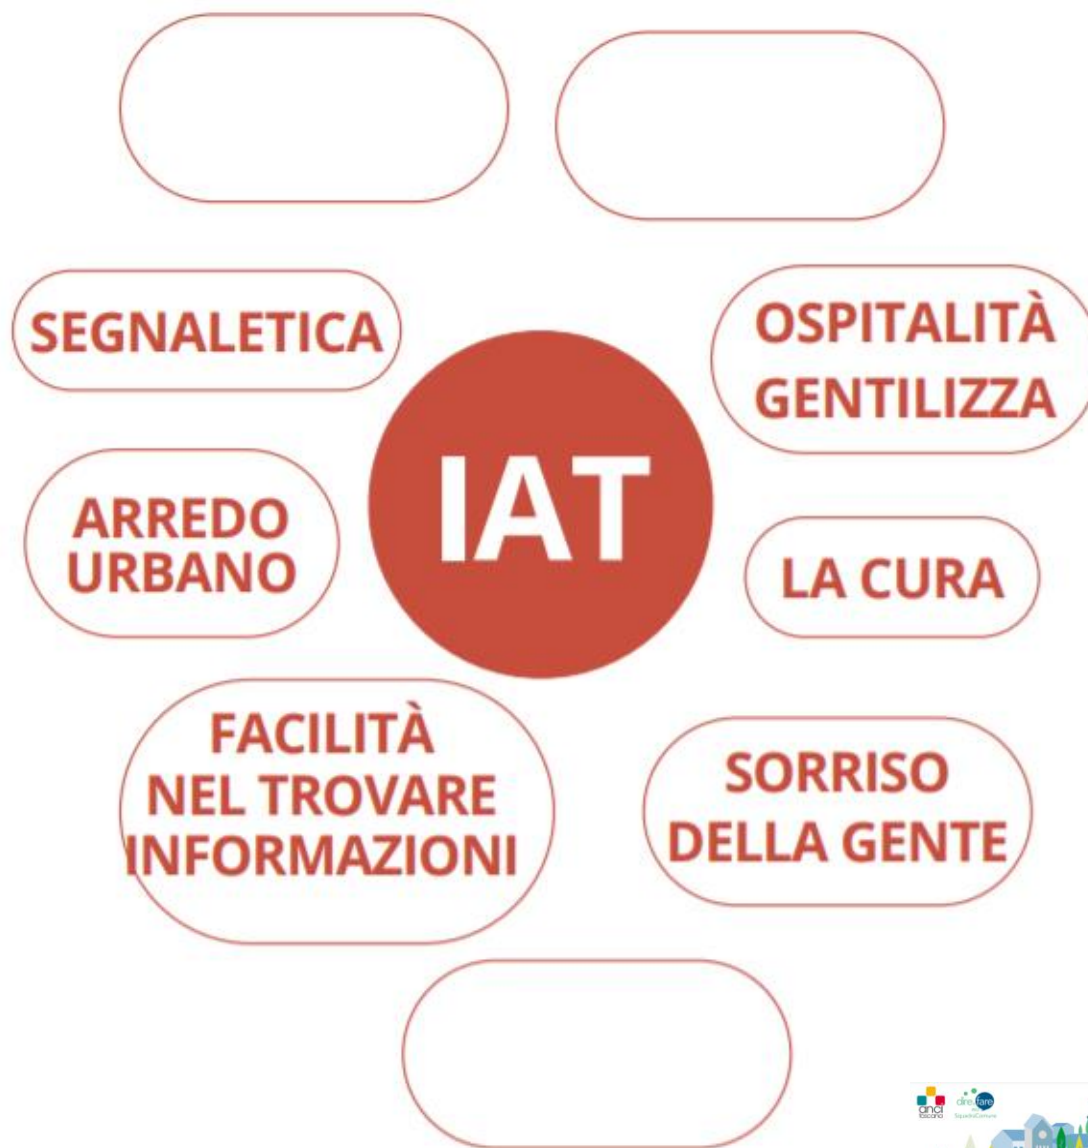 SEGNALETICA
OSPITALITÀ
GENTILIZZA
IAT
ARREDO
URBANO
LA CURA
FACILITÀ
NEL TROVARE
INFORMAZIONI
SORRISO
DELLA GENTE
anci
toscana
dire fare